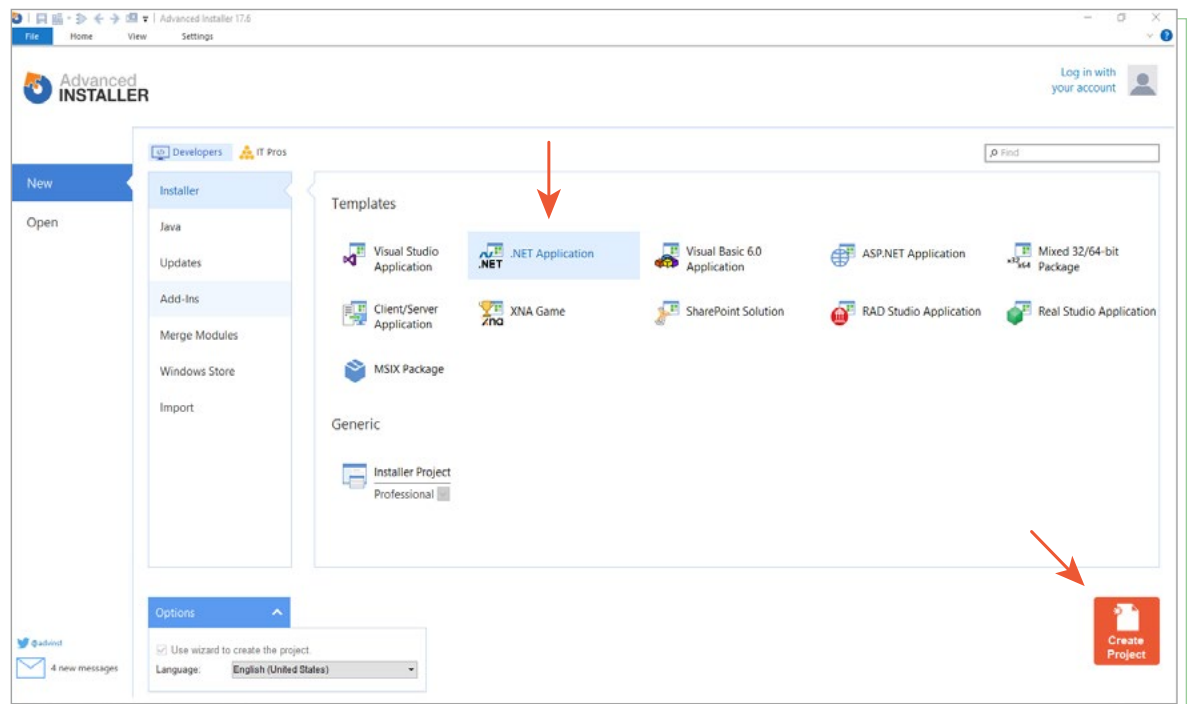 Advanced Installer 17.6
File Home View Settings
Advanced
INSTALLER
Log in with
your account
Developers IT Pros
Find
New
Open
Installer
Java
Updates
Add-Ins
Merge Modules
Windows Store
Import
Templates
Visual Studio
Application
.NET
.NET Application
Visual Basic 6.0
Application
ASP.NET Application
x32
x64
Mixed 32/64-bit
Package
Client/Server
Application
xna
XNA Game
SharePoint Solution
RAD Studio Application
Real Studio Application
MSIX Package
Generic
Installer Project
Professional
Options
Use wizard to create the project.
Language: English (United States)
@advinst
4 new messages
Create
Project